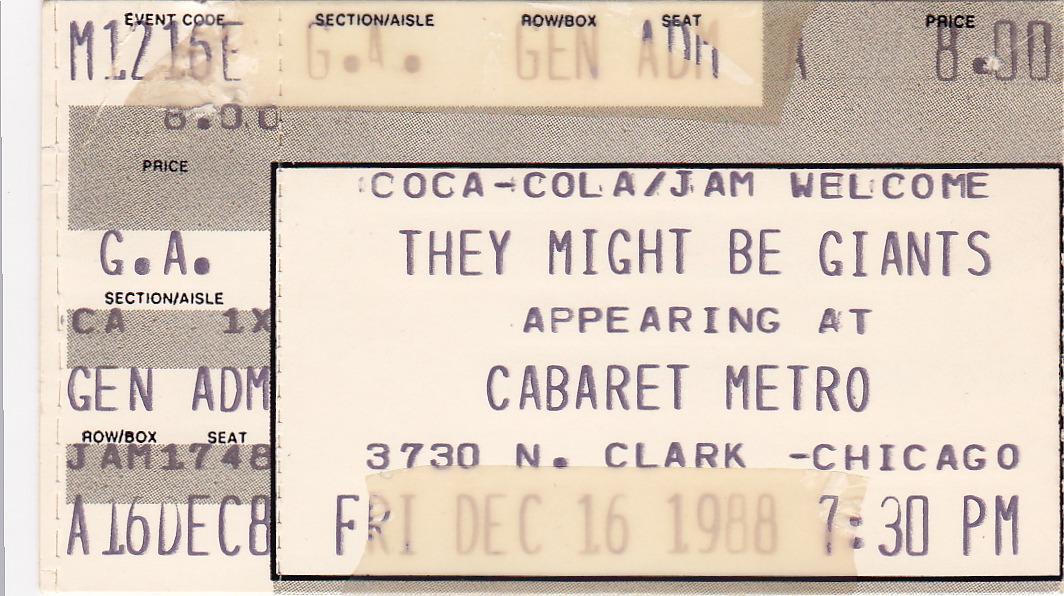 EVENT CODE SECTION/AISLE ROW/BOX SEAT PRICE
M1216E G.A. GEN ADM A 8.00
8.00
PRICE
G.A.
SECTION/AISLE
CA 1X
GEN ADM
ROW/BOX SEAT
JAM1748
A16DEC8
COCA-COLA/JAM WELCOME
THEY MIGHT BE GIANTS
APPEARING AT
CABARET METRO
3730 N. CLARK -CHICAGO
FRI DEC 16 1988 7:30 PM